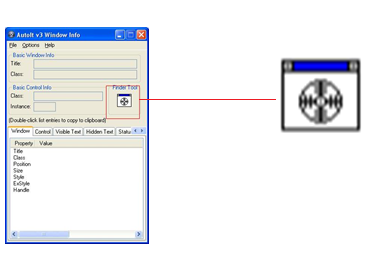 AutoIt v3 Window Info
File Options Help
Basic Window Info
Title:
Class:
Basic Control Info
Finder Tool
Class:
Instance:
(Double-click list entries to copy to clipboard)
Window Control Visible Text Hidden Text Statu
Property Value
Title
Class
Position
Size
Style
ExStyle
Handle